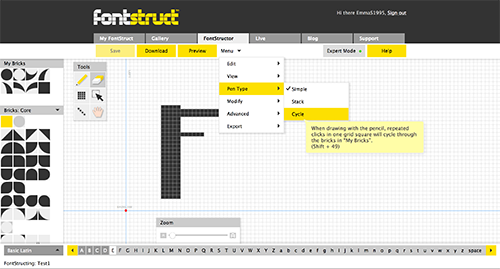 fontstruct
Hi there EmmaS1995, Sign out
My FontStruct Gallery FontStructor Live Blog Support
Save Download Preview Menu Expert Mode Help
My Bricks
Tools
Edit
View
Pen Type
Modify
Advanced
Export
Simple
Stack
Cycle
When drawing with the pencil, repeated
clicks in one grid square will cycle through
the bricks in "My Bricks".
(Shift + 49)
Bricks: Core
Zoom
Basic Latin
A B C D E F G H I J K L M N O P Q R S T U V W X Y Z a b c d e f g h i j k l m n o p q r s t u v w x y z space
FontStructing: Test1